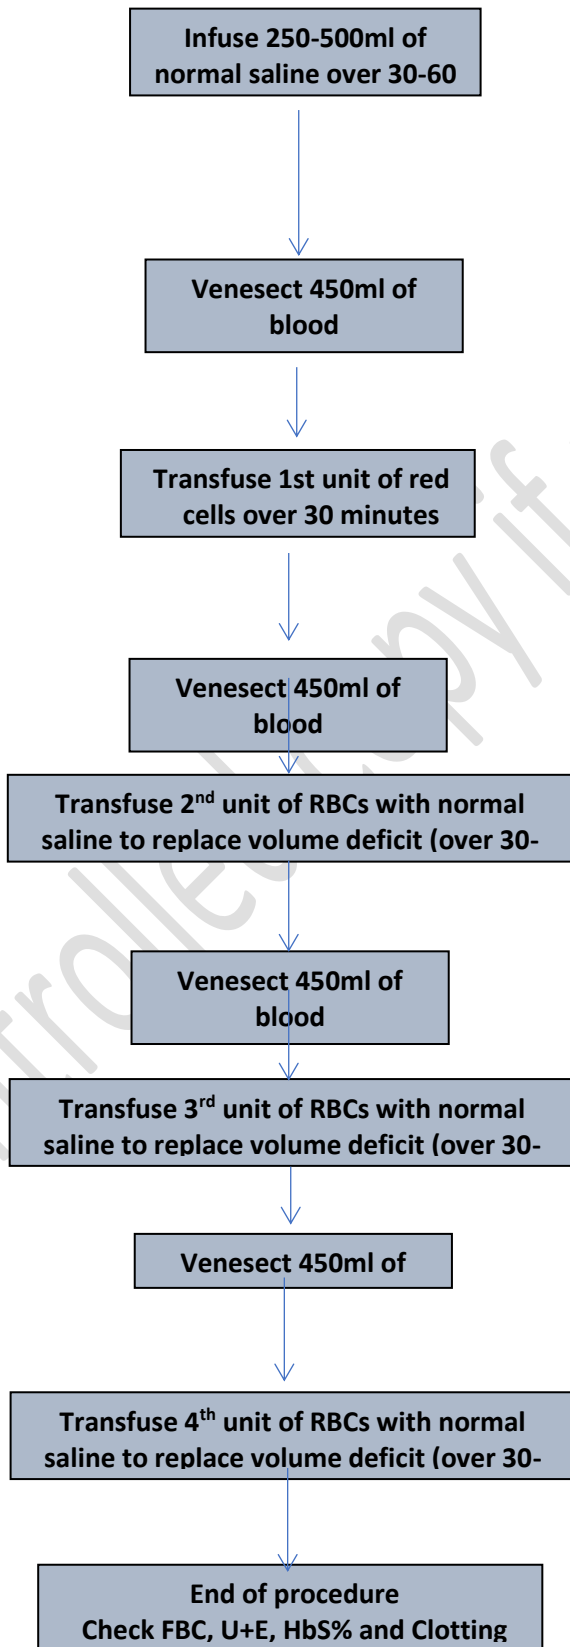 Infuse 250-500ml of
normal saline over 30-60
Venesect 450ml of
blood
Transfuse 1st unit of red
cells over 30 minutes
Venesect 450ml of
blood
Transfuse 2nd unit of RBCs with normal
saline to replace volume deficit (over 30-
Venesect 450ml of
blood
Transfuse 3rd unit of RBCs with normal
saline to replace volume deficit (over 30-
Venesect 450ml of
Transfuse 4th unit of RBCs with normal
saline to replace volume deficit (over 30-
End of procedure
Check FBC, U+E, HbS% and Clotting
ntrolled copy if